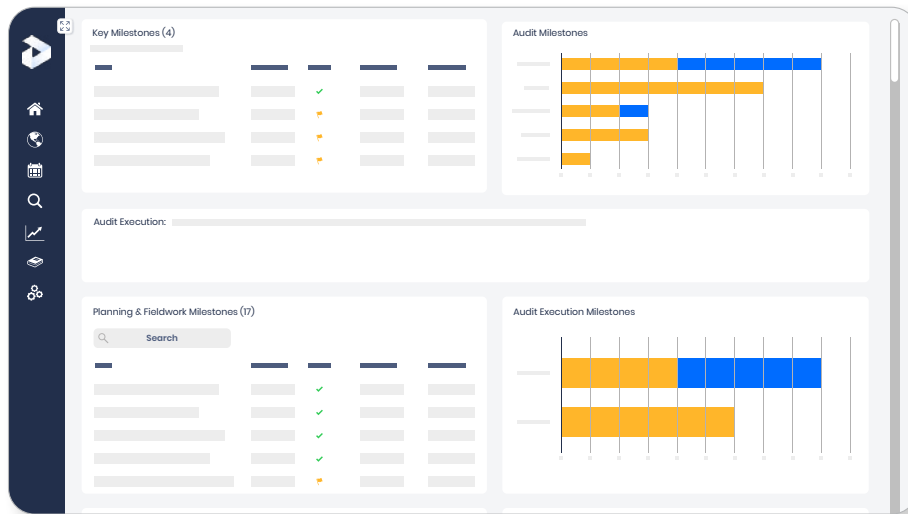 Key Milestones (4)
Audit Milestones
Audit Execution:
Planning & Fieldwork Milestones (17)
Search
Audit Execution Milestones